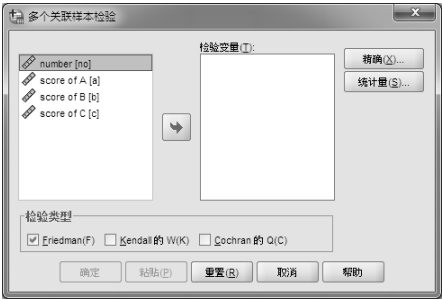 多个关联样本检验
检验变量(T):
number [no]
score of A [a]
score of B [b]
score of C [c]
精确(X)...
统计量(S)...
检验类型
Friedman(F) Kendall 的 W(K) Cochran 的 Q(C)
确定 粘贴(P) 重置(R) 取消 帮助